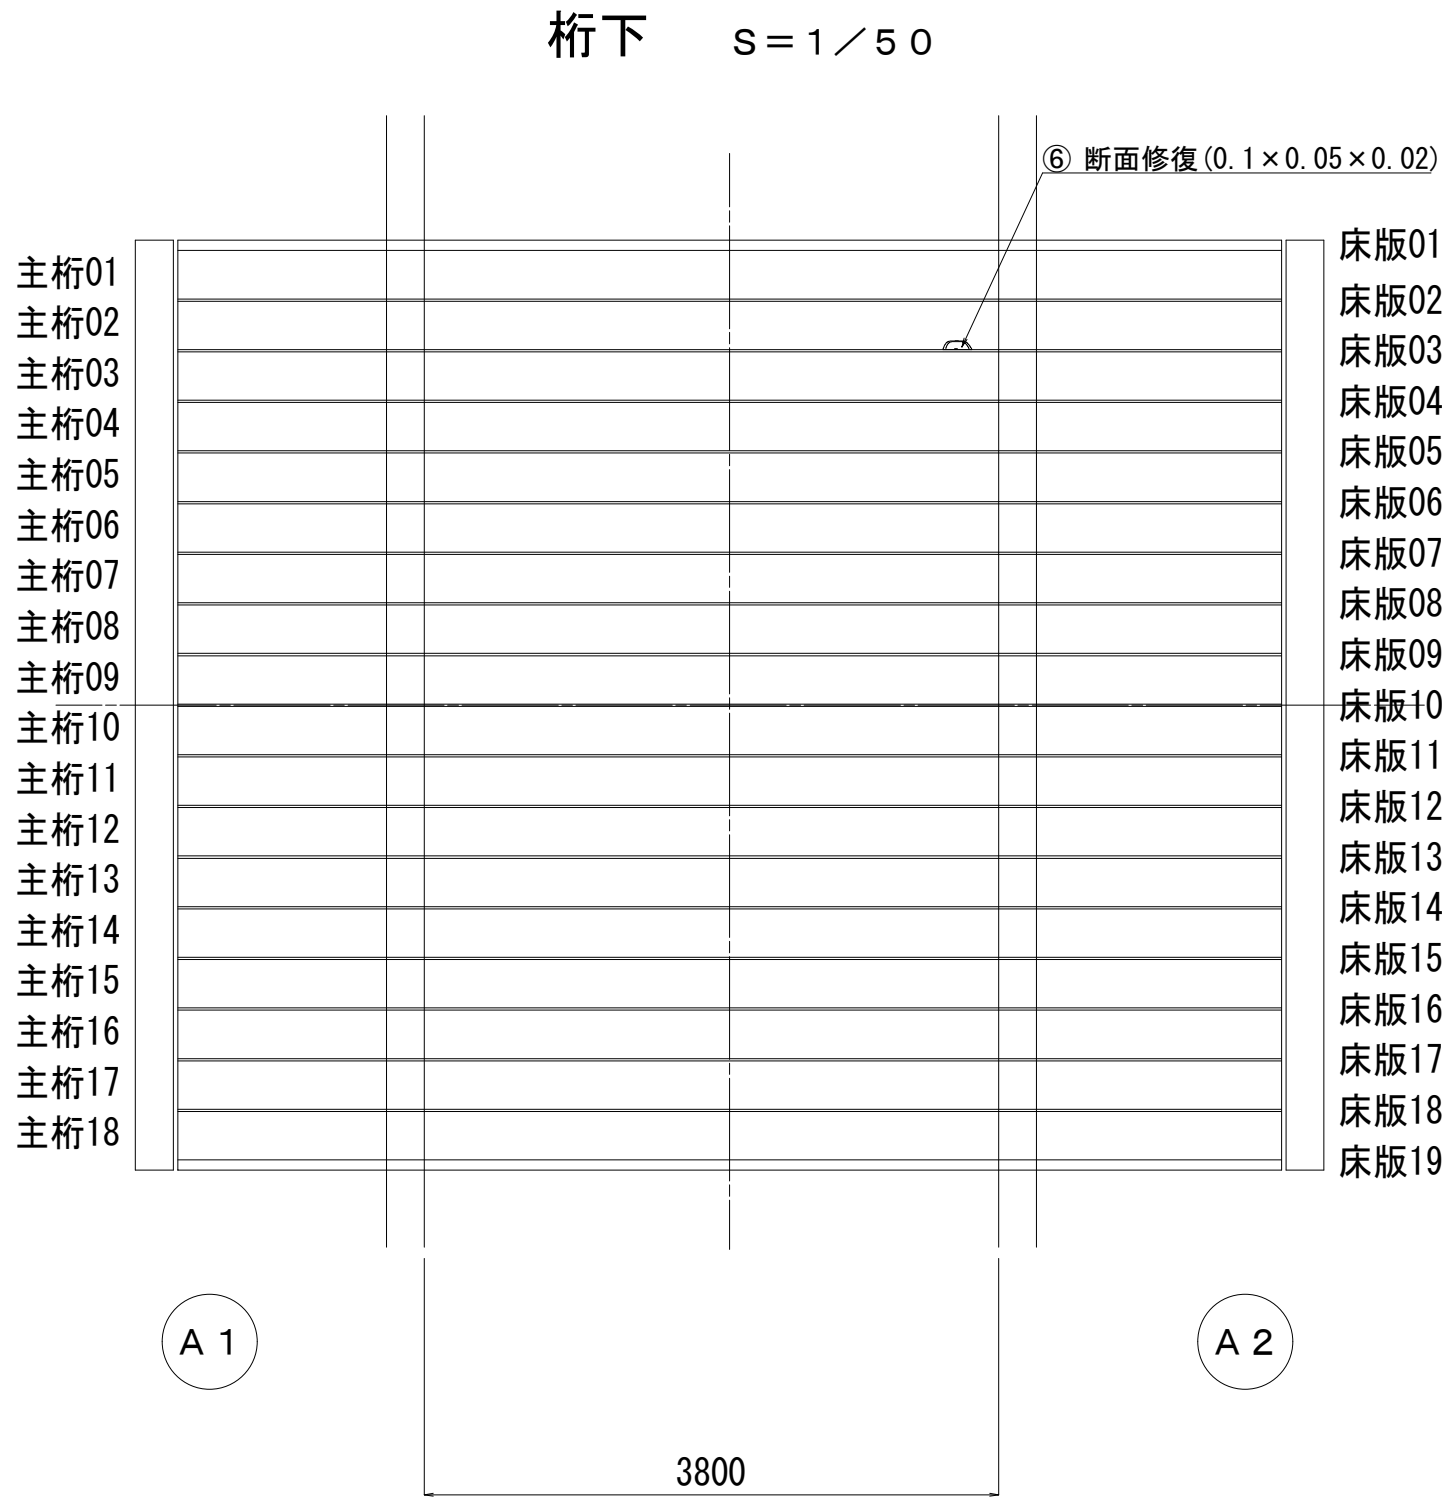 桁下 S=1/50
⑥ 断面修復(0.1×0.05×0.02)
床版01
主桁01
床版02
主桁02
床版03
主桁03
床版04
主桁04
床版05
主桁05
床版06
主桁06
床版07
主桁07
床版08
主桁08
床版09
主桁09
床版10
主桁10
床版11
主桁11
床版12
主桁12
床版13
主桁13
床版14
主桁14
床版15
主桁15
床版16
主桁16
床版17
主桁17
床版18
主桁18
床版19
A1
A2
3800